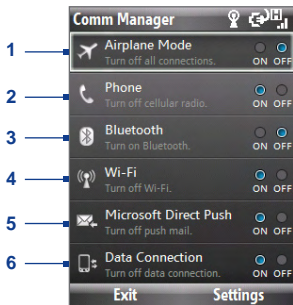 Comm Manager H
1 Airplane Mode
Turn off all connections. ON OFF
2 Phone
Turn off cellular radio. ON OFF
3 Bluetooth
Turn on Bluetooth. ON OFF
4 Wi-Fi
Turn off Wi-Fi. ON OFF
5 Microsoft Direct Push
Turn off push mail. ON OFF
6 Data Connection
Turn off data connection. ON OFF
Exit Settings